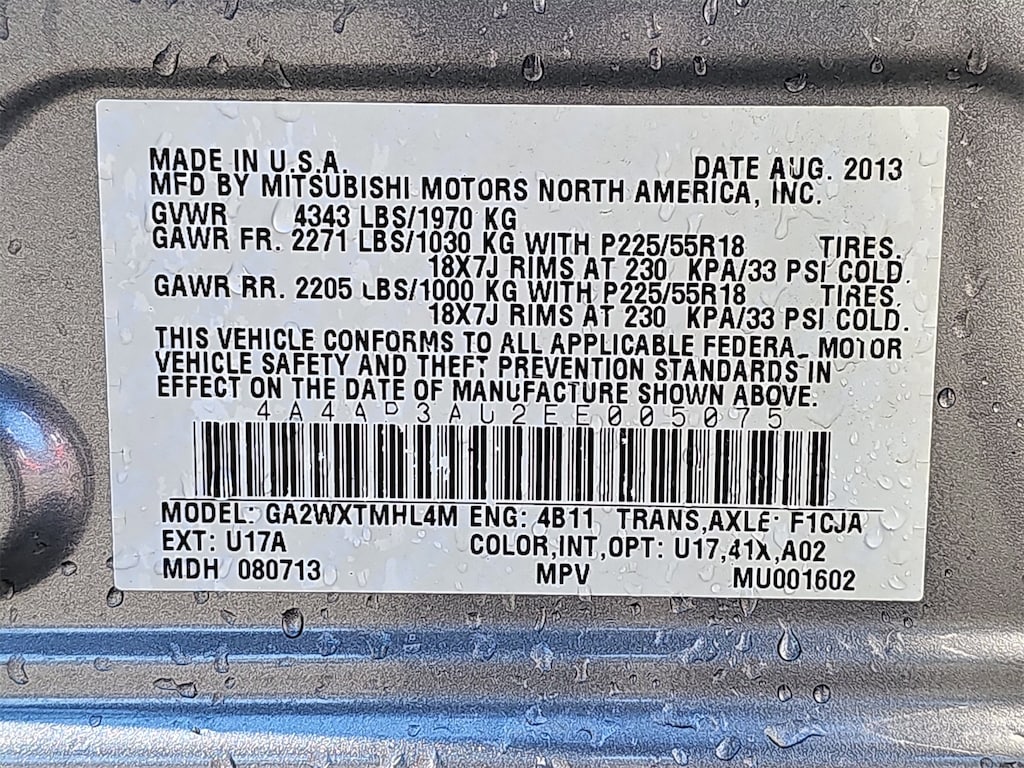 MADE IN U.S.A. DATE AUG. 2013
MFD BY MITSUBISHI MOTORS NORTH AMERICA, INC.
GVWR 4343 LBS/1970 KG
GAWR FR. 2271 LBS/1030 KG WITH P225/55R18 TIRES.
18X7J RIMS AT 230 KPA/33 PSI COLD.
GAWR RR. 2205 LBS/1000 KG WITH P225/55R18 TIRES.
18X7J RIMS AT 230 KPA/33 PSI COLD.
THIS VEHICLE CONFORMS TO ALL APPLICABLE FEDERAL MOTOR
VEHICLE SAFETY AND THEFT PREVENTION STANDARDS IN
EFFECT ON THE DATE OF MANUFACTURE SHOWN ABOVE.
4A4AP3AU2EE005075
MODEL: GA2WXTMHL4M ENG: 4B11 TRANS,AXLE: F1CJA
EXT: U17A COLOR,INT,OPT: U17,41X,A02
MDH 080713 MPV MU001602